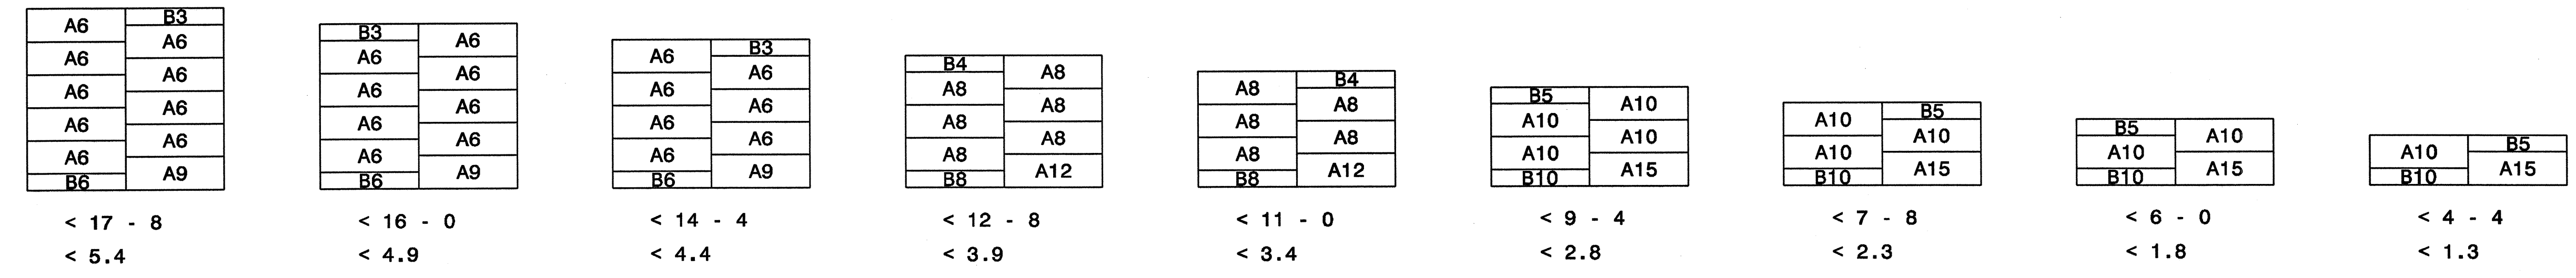 A6
A6
A6
A6
A6
B6
B3
A6
A6
A6
A6
A9
< 17 - 8
< 5.4
B3
A6
A6
A6
A6
B6
A6
A6
A6
A6
A9
< 16 - 0
< 4.9
A6
A6
A6
A6
B6
B3
A6
A6
A6
A9
< 14 - 4
< 4.4
B4
A8
A8
A8
B8
A8
A8
A8
A12
< 12 - 8
< 3.9
A8
A8
A8
B8
B4
A8
A8
A12
< 11 - 0
< 3.4
B5
A10
A10
B10
A10
A10
A15
< 9 - 4
< 2.8
A10
A10
B10
B5
A10
A15
< 7 - 8
< 2.3
B5
A10
B10
A10
A15
< 6 - 0
< 1.8
A10
B10
B5
A15
< 4 - 4
< 1.3